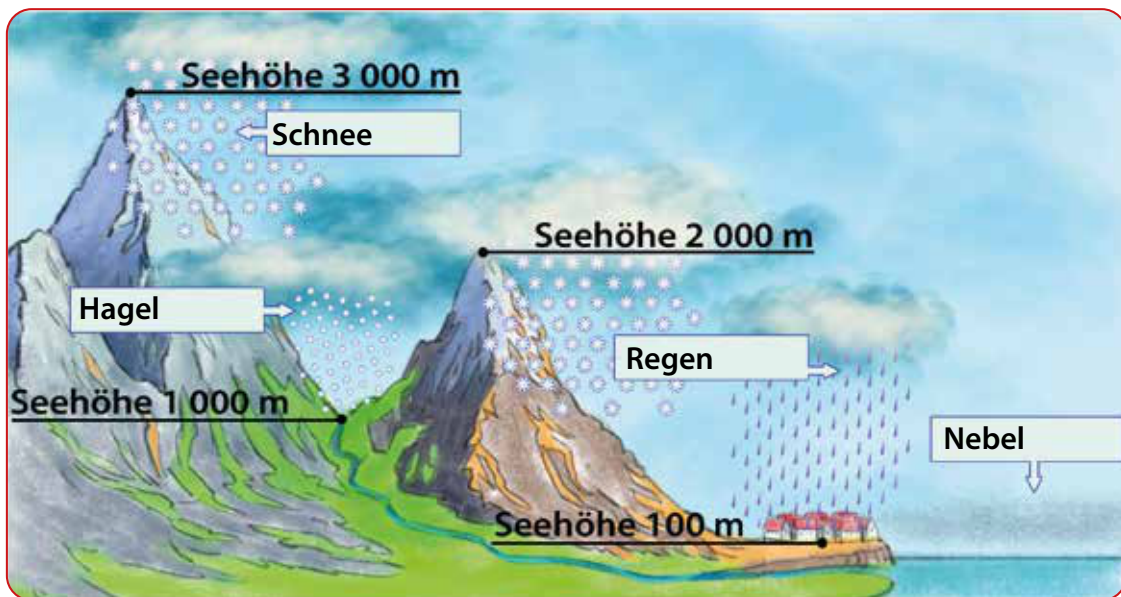 Seehöhe 3 000 m
Schnee
Seehöhe 2 000 m
Hagel
Regen
Seehöhe 1 000 m
Nebel
Seehöhe 100 m